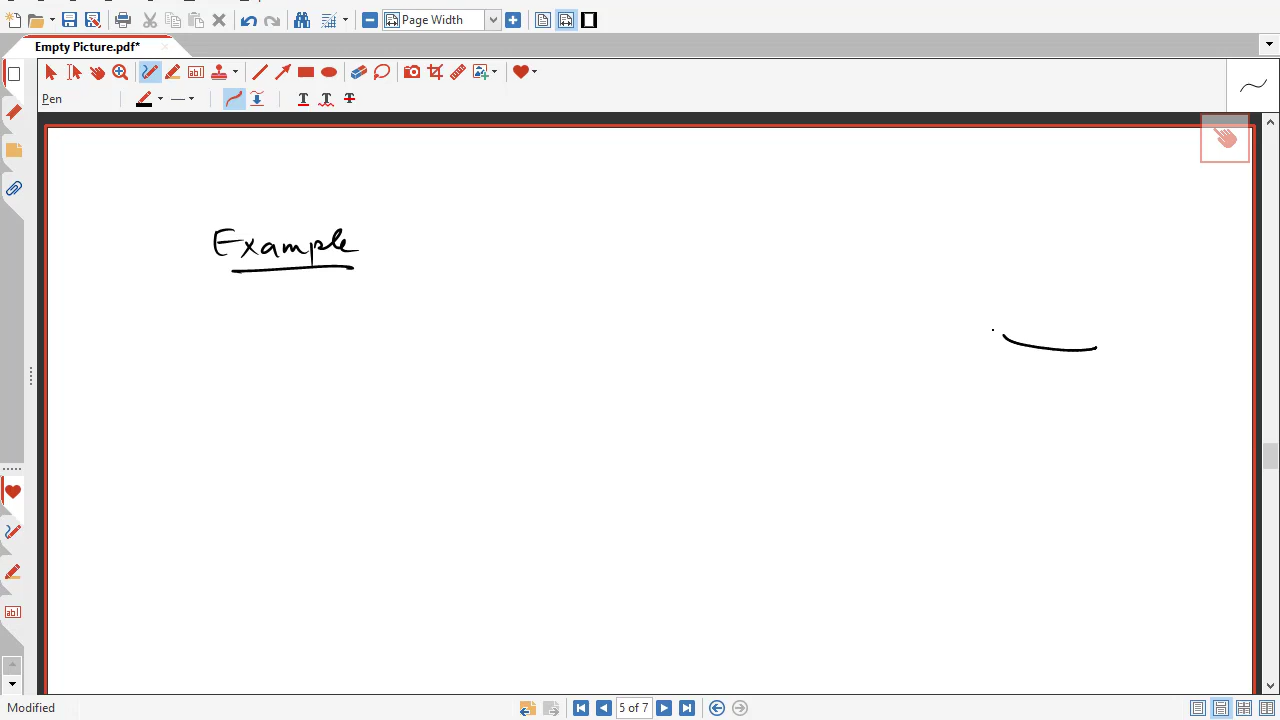 Page Width
Empty Picture.pdf*
Pen
Example
Modified
5 of 7